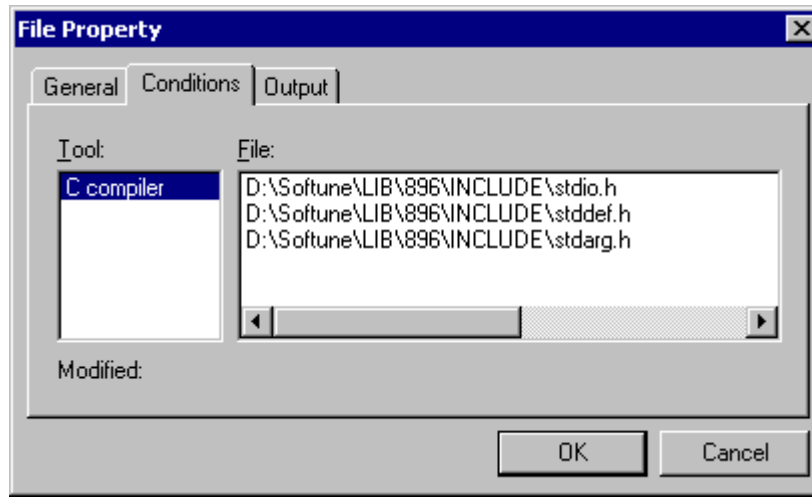 File Property
General Conditions Output
Tool: File:
C compiler
D:\Softune\LIB\896\INCLUDE\stdio.h
D:\Softune\LIB\896\INCLUDE\stddef.h
D:\Softune\LIB\896\INCLUDE\stdarg.h
Modified:
OK Cancel